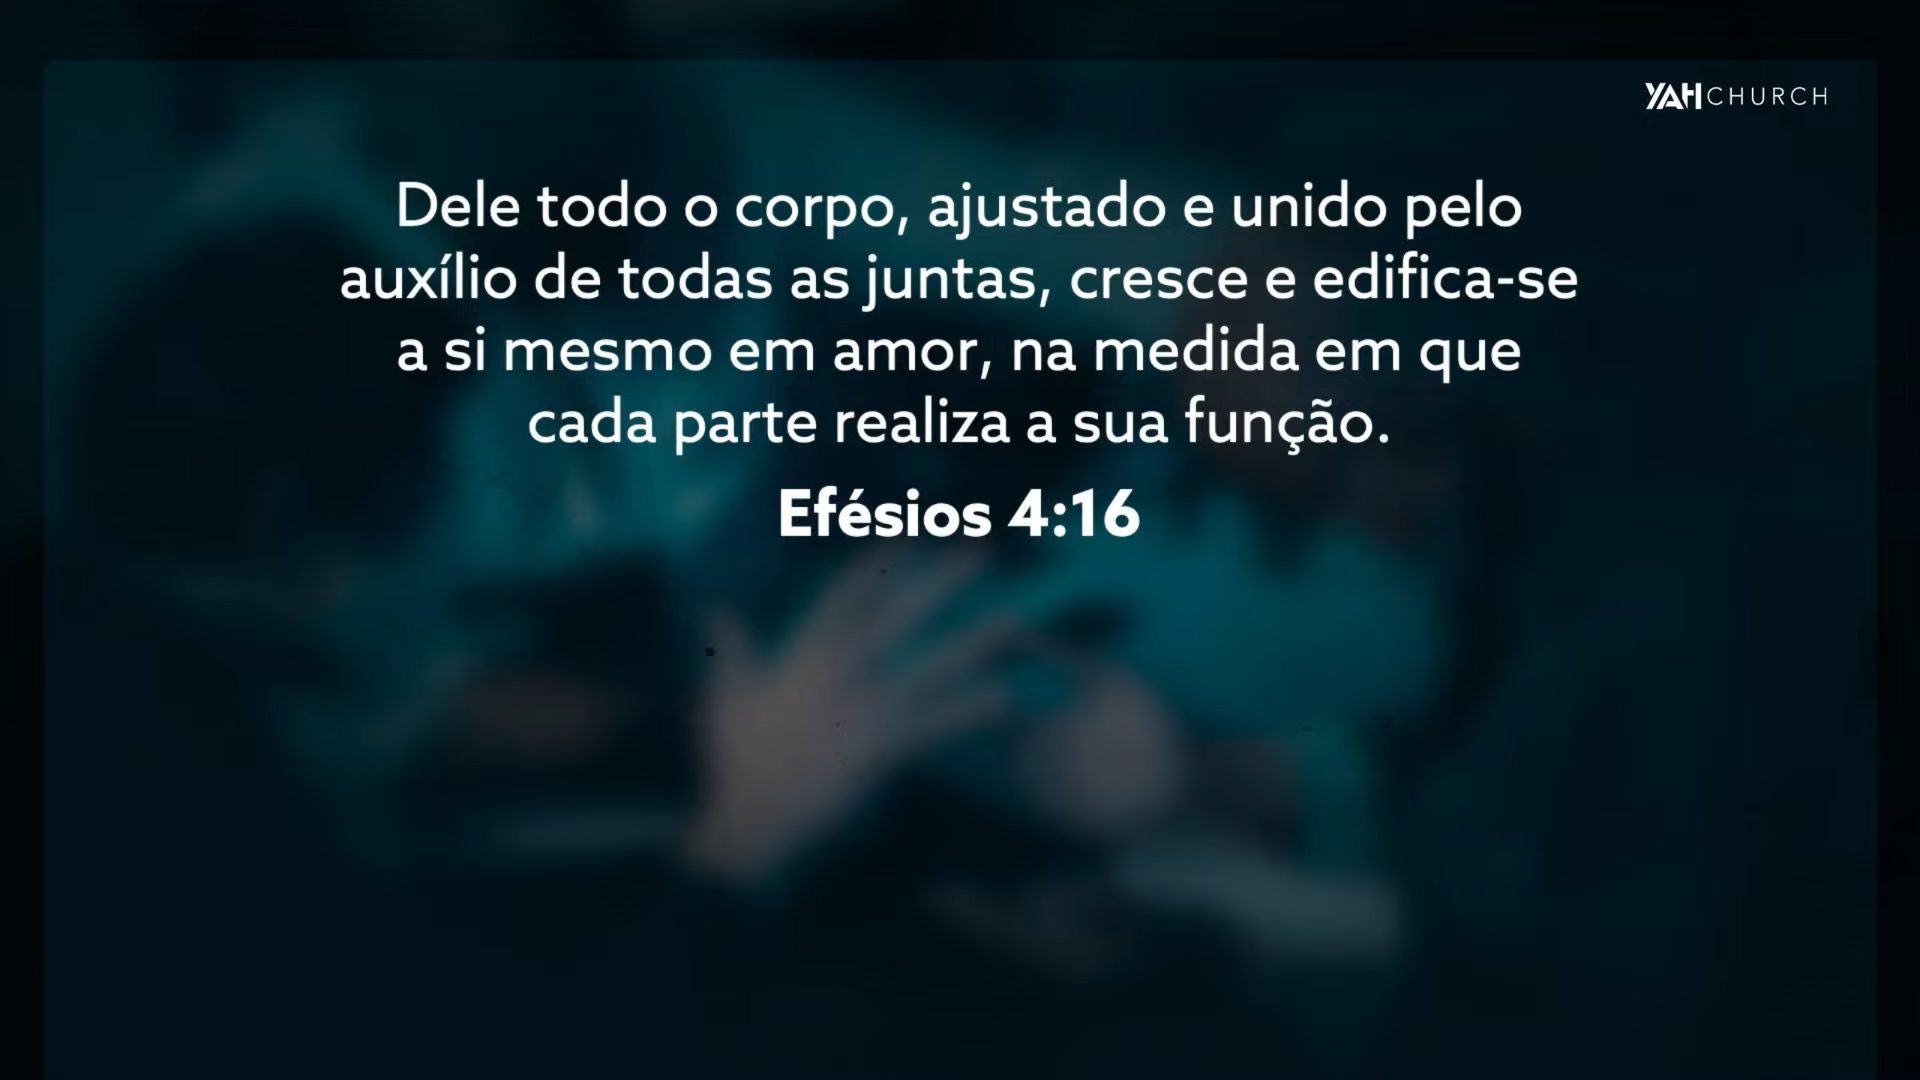 YAH CHURCH
Dele todo o corpo, ajustado e unido pelo
auxílio de todas as juntas, cresce e edifica-se
a si mesmo em amor, na medida em que
cada parte realiza a sua função.
Efésios 4:16